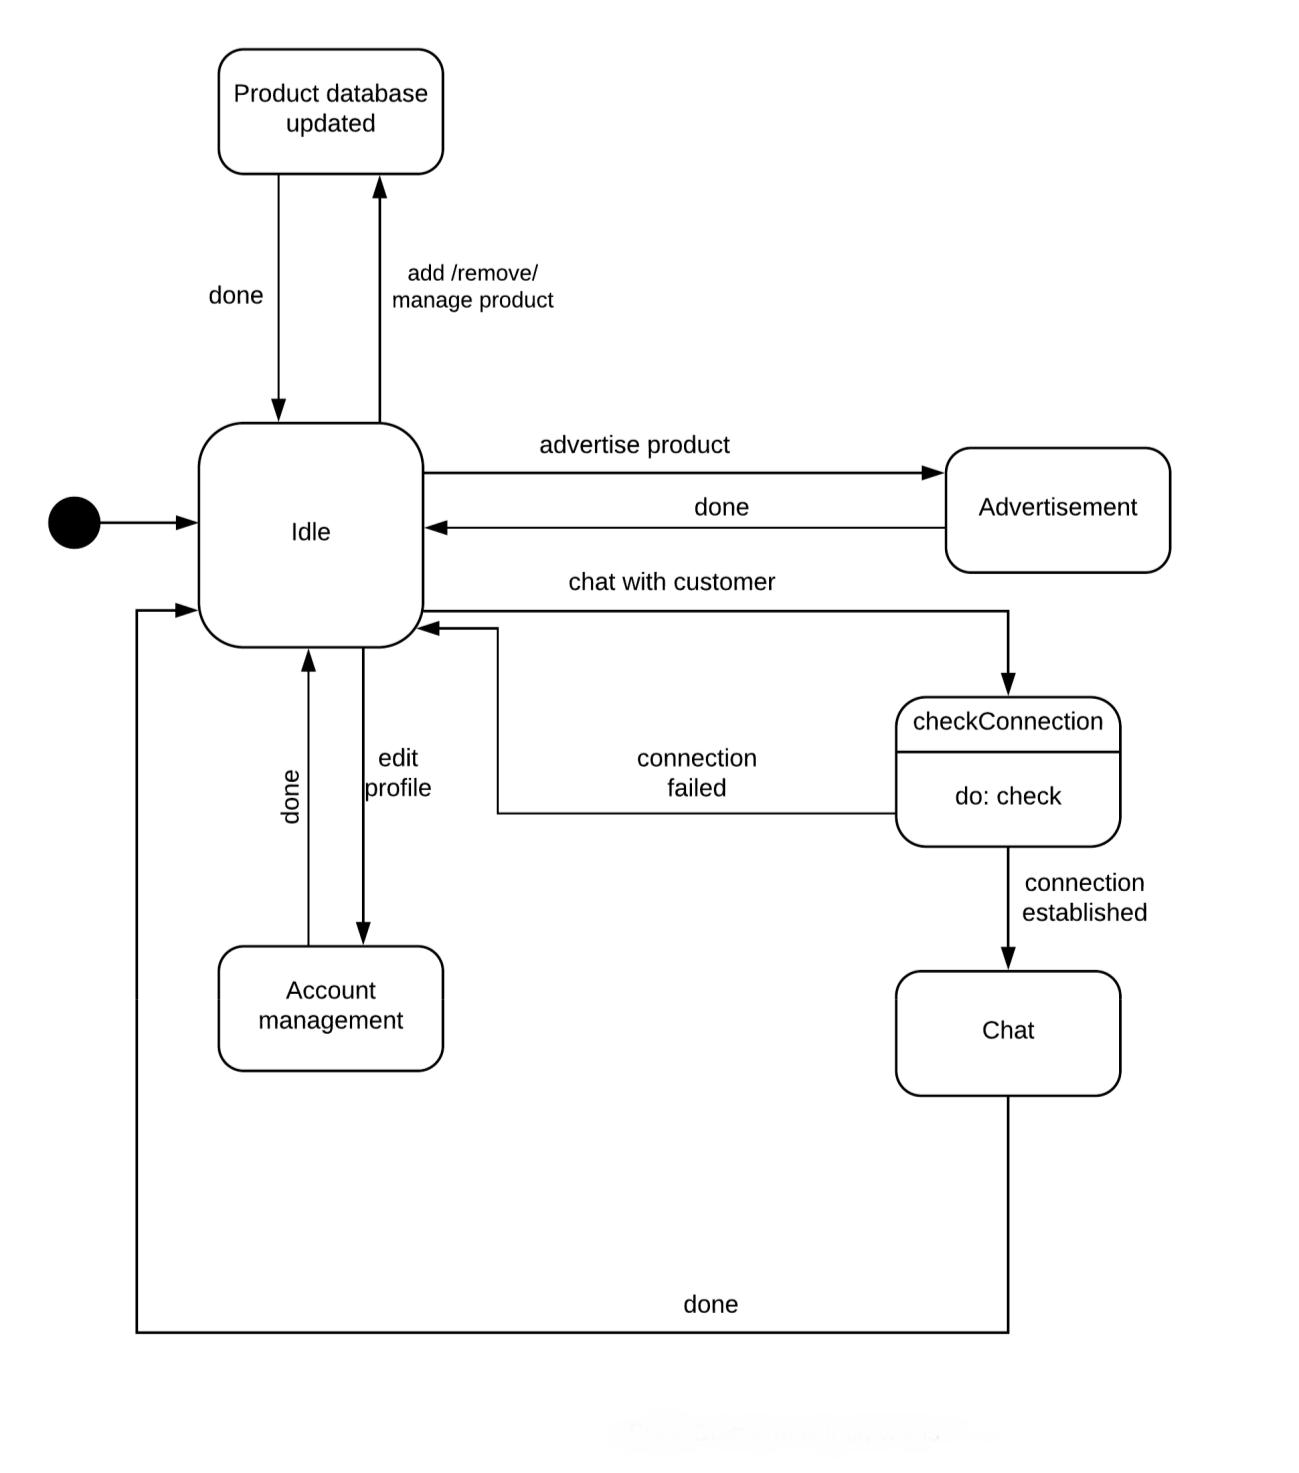 Product database
updated
done
add /remove/
manage product
advertise product
done
Advertisement
Idle
chat with customer
checkConnection
do: check
connection
failed
edit
profile
done
connection
established
Account
management
Chat
done